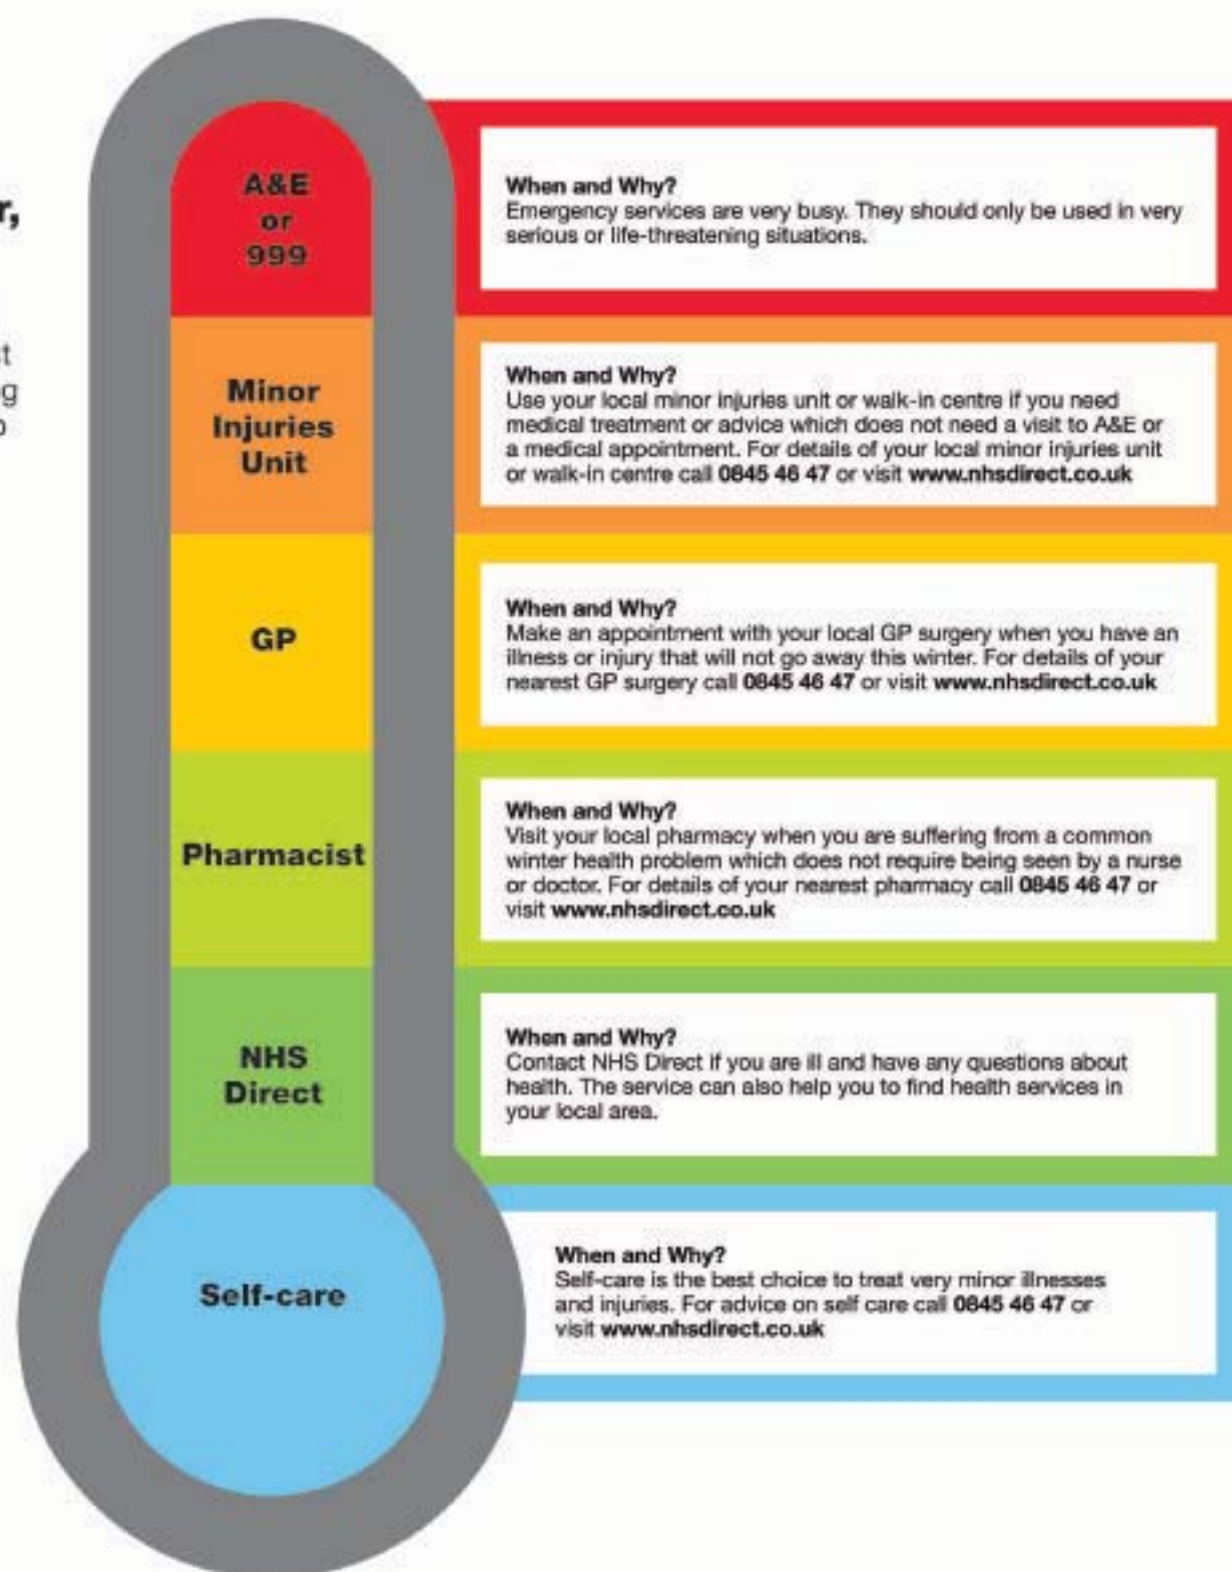 A&E
or
999
When and Why?
Emergency services are very busy. They should only be used in very
serious or life-threatening situations.
Minor
Injuries
Unit
When and Why?
Use your local minor injuries unit or walk-in centre if you need
medical treatment or advice which does not need a visit to A&E or
a medical appointment. For details of your local minor injuries unit
or walk-in centre call 0845 46 47 or visit www.nhsdirect.co.uk
GP
When and Why?
Make an appointment with your local GP surgery when you have an
illness or injury that will not go away this winter. For details of your
nearest GP surgery call 0845 46 47 or visit www.nhsdirect.co.uk
Pharmacist
When and Why?
Visit your local pharmacy when you are suffering from a common
winter health problem which does not require being seen by a nurse
or doctor. For details of your nearest pharmacy call 0845 46 47 or
visit www.nhsdirect.co.uk
NHS
Direct
When and Why?
Contact NHS Direct if you are ill and have any questions about
health. The service can also help you to find health services in
your local area.
Self-care
When and Why?
Self-care is the best choice to treat very minor illnesses
and injuries. For advice on self care call 0845 46 47 or
visit www.nhsdirect.co.uk